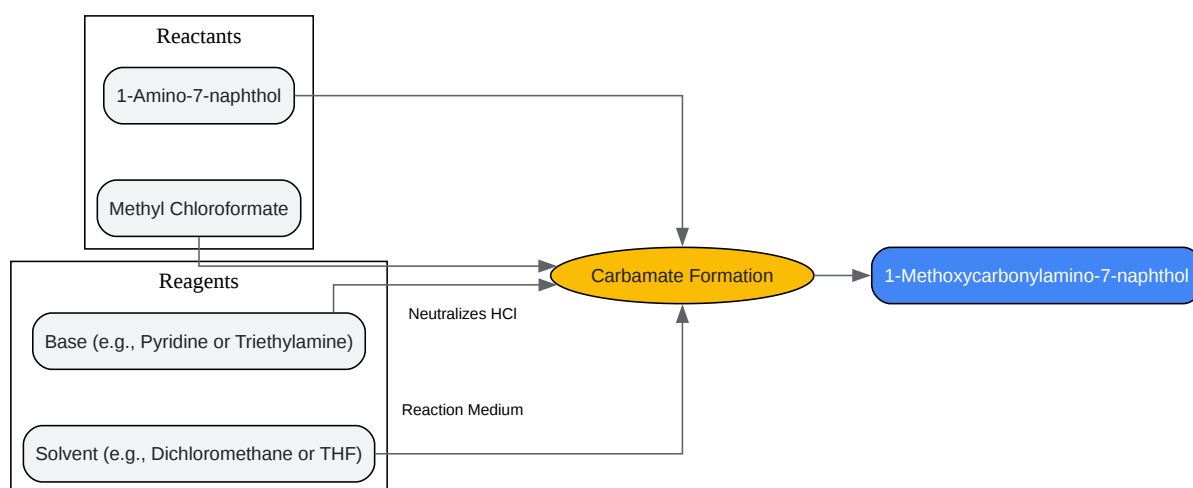 Reactants
1-Amino-7-naphthol
Methyl Chloroformate
Reagents
Base (e.g., Pyridine or Triethylamine)
Solvent (e.g., Dichloromethane or THF)
Neutralizes HCl
Reaction Medium
Carbamate Formation
1-Methoxycarbonylamino-7-naphthol